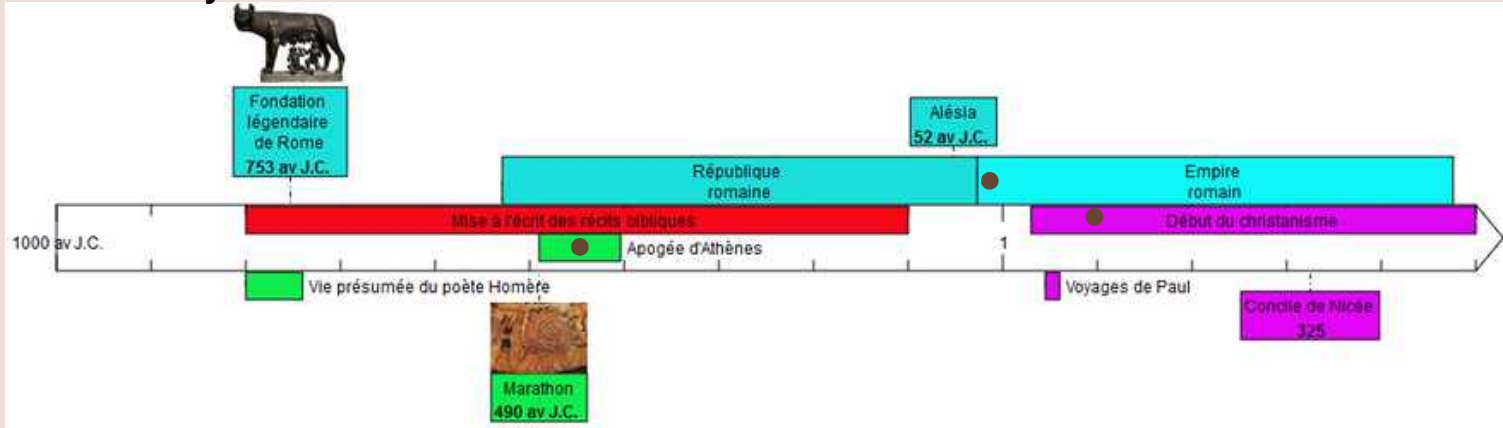 Fondation
légendaire
de Rome
753 av J.C.
Alésia
52 av J.C.
République
romaine
Empire
romain
1000 av J.C.
Mise à l'écrit des récits bibliques
1
Début du christanisme
Apogée d'Athènes
Vie présumée du poète Homère
Voyages de Paul
Concile de Nicée
325
Marathon
490 av J.C.